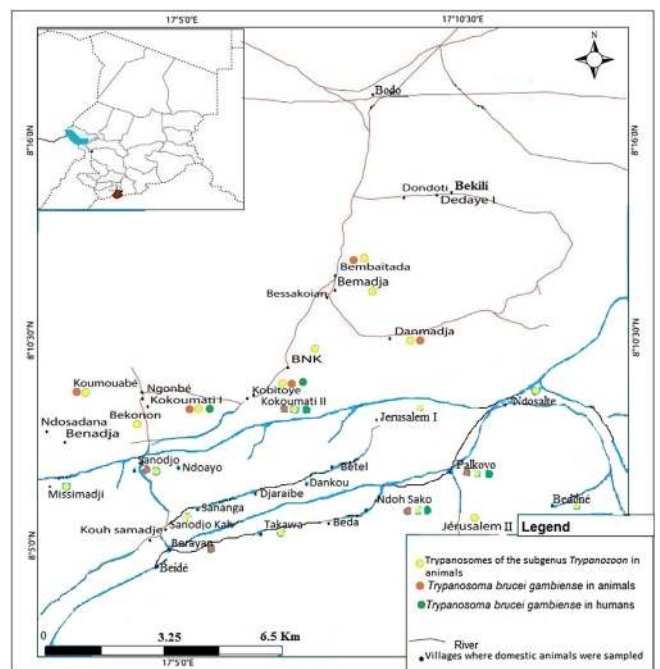 17°5'0"E
17°10'30"E
N
8°16'0"N
8°16'0"N
Bodo
Dondoti
Bekili
Dedaye I
Bembaitada
Bemadja
Bessakoian
Danmadja
8°10'30"N
8°10'30"N
BNK
Koumouabé
Ngonbé
Kobitoye
Kokoumati I
Kokoumati II
Ndosadana
Bekonon
Benadja
Jerusalem I
Ndosalte
Sanodjo
Ndoayo
Betel
Palkovo
Missimadji
Dankou
Djaraibe
Sananga
Ndoh Sako
Bedoné
Sanodjo Kah
Beda
Jérusalem II
Kouh samadje
Takawa
Berayan
Beidé
8°5'0"N
8°5'0"N
Legend
Trypanosomes of the subgenus Trypanozoon in
animals
Trypanosoma brucei gambiense in animals
Trypanosoma brucei gambiense in humans
River
Villages where domestic animals were sampled
0 3.25 6.5 Km
17°5'0"E
17°10'30"E